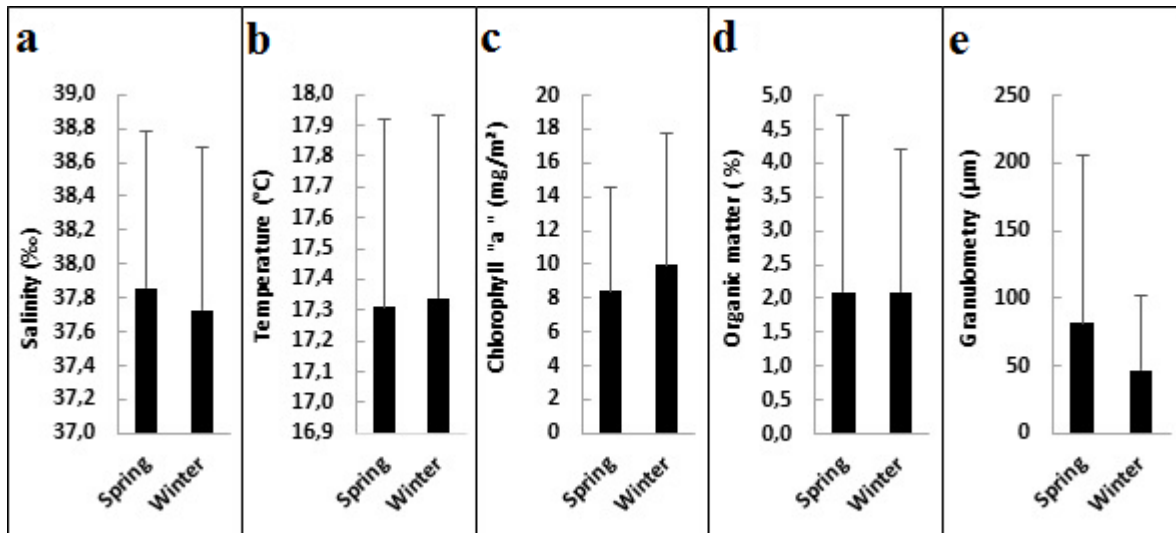 a
Salinity (‰)
39,0
38,8
38,6
38,4
38,2
38,0
37,8
37,6
37,4
37,2
37,0
Spring
Winter
b
Temperature (°C)
18,0
17,9
17,8
17,7
17,6
17,5
17,4
17,3
17,2
17,1
17,0
16,9
Spring
Winter
c
Chlorophyll "a " (mg/m²)
20
18
16
14
12
10
8
6
4
2
0
Spring
Winter
d
Organic matter ( %)
5,0
4,5
4,0
3,5
3,0
2,5
2,0
1,5
1,0
0,5
0,0
Spring
Winter
e
Granulometry (µm)
250
200
150
100
50
0
Spring
Winter